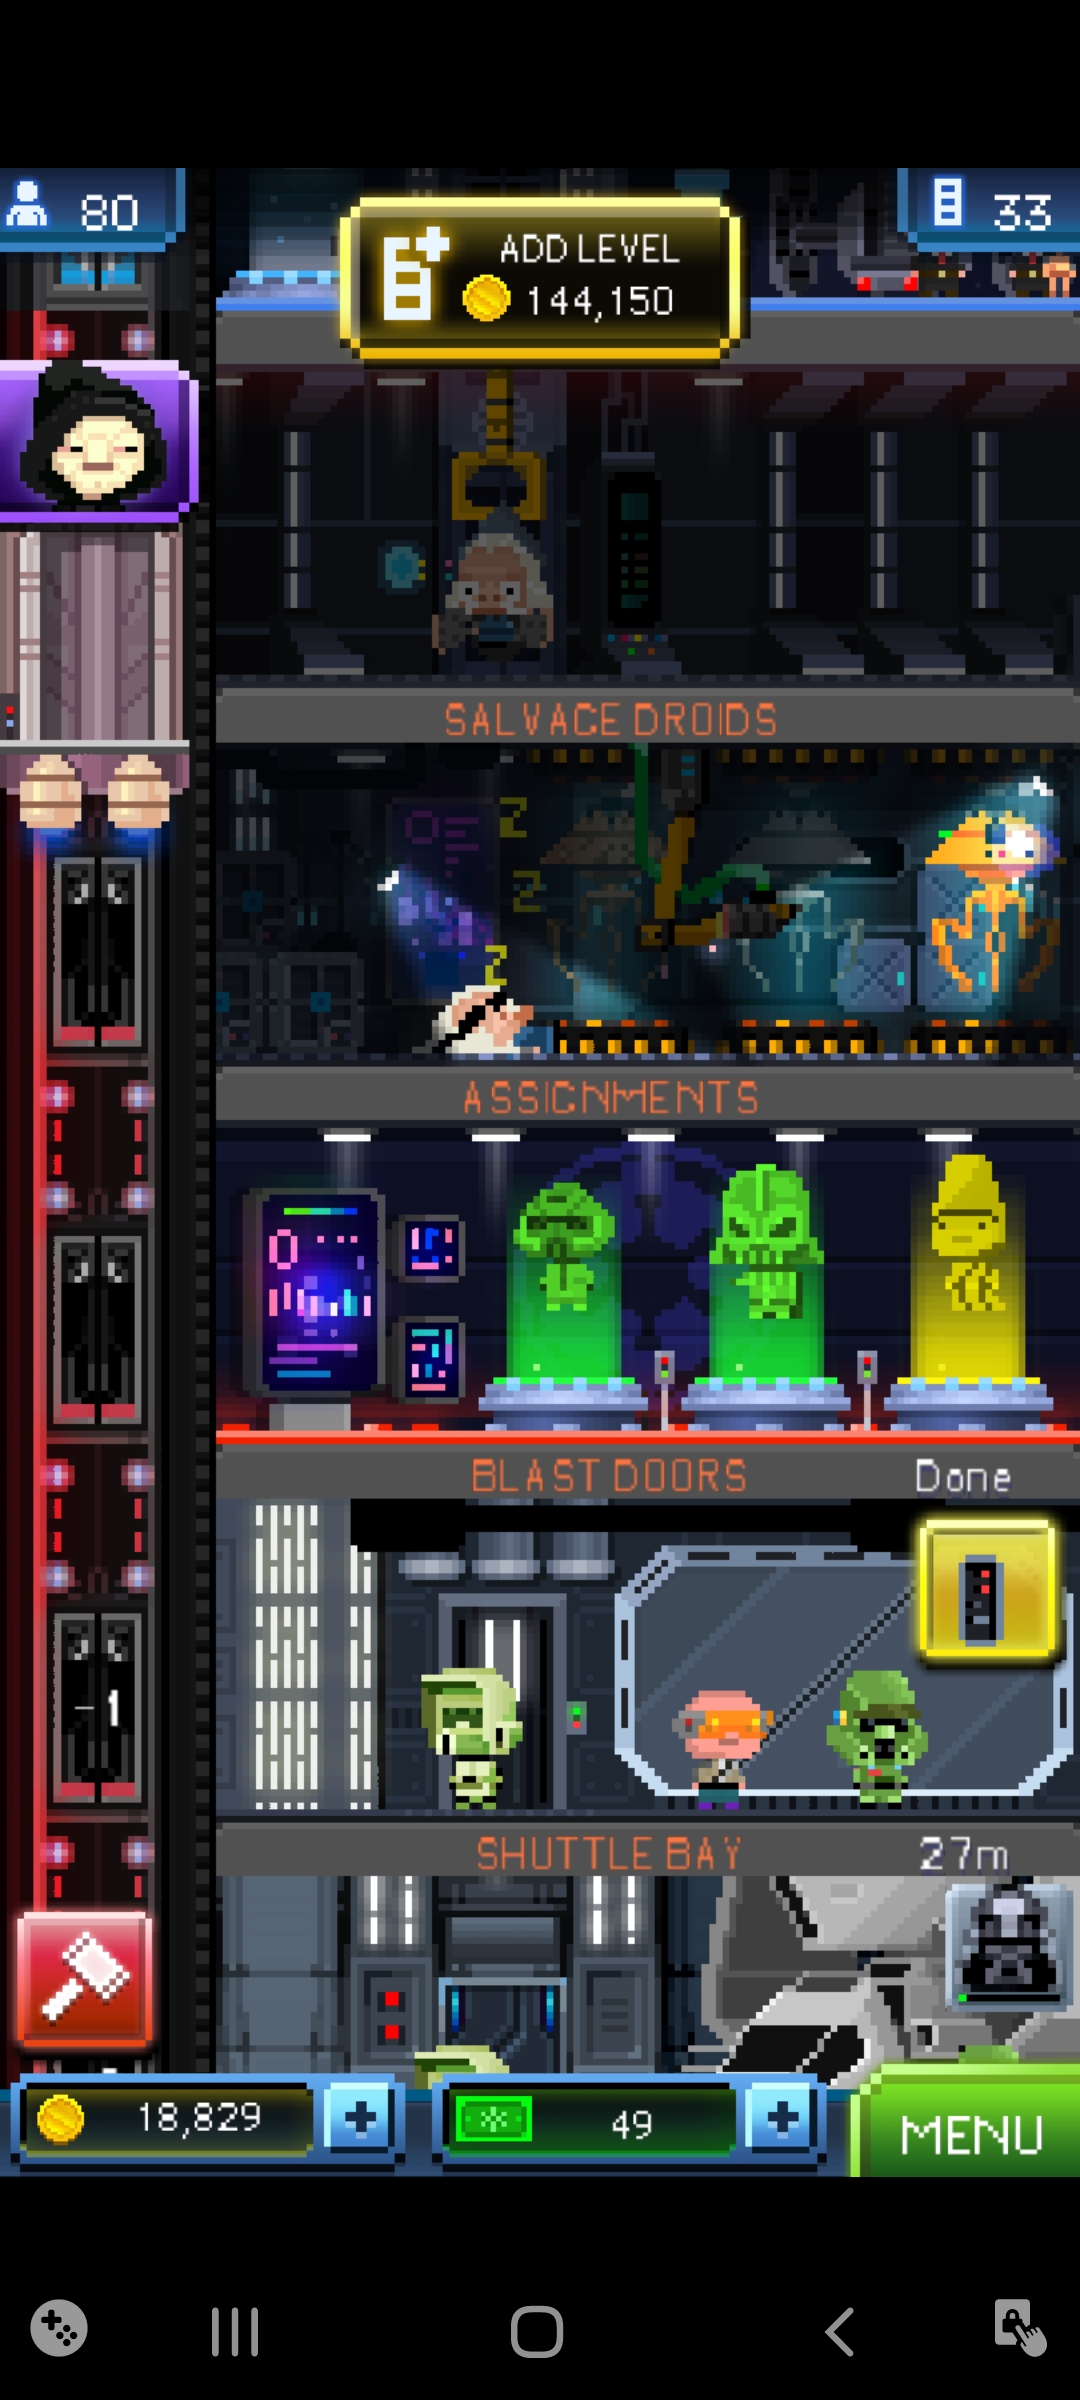 80
33
ADD LEVEL
144,150
SALVAGE DROIDS
Z
Z
Z
ASSIGNMENTS
BLAST DOORS Done
-1
SHUTTLE BAY 27m
18,829
49
MENU